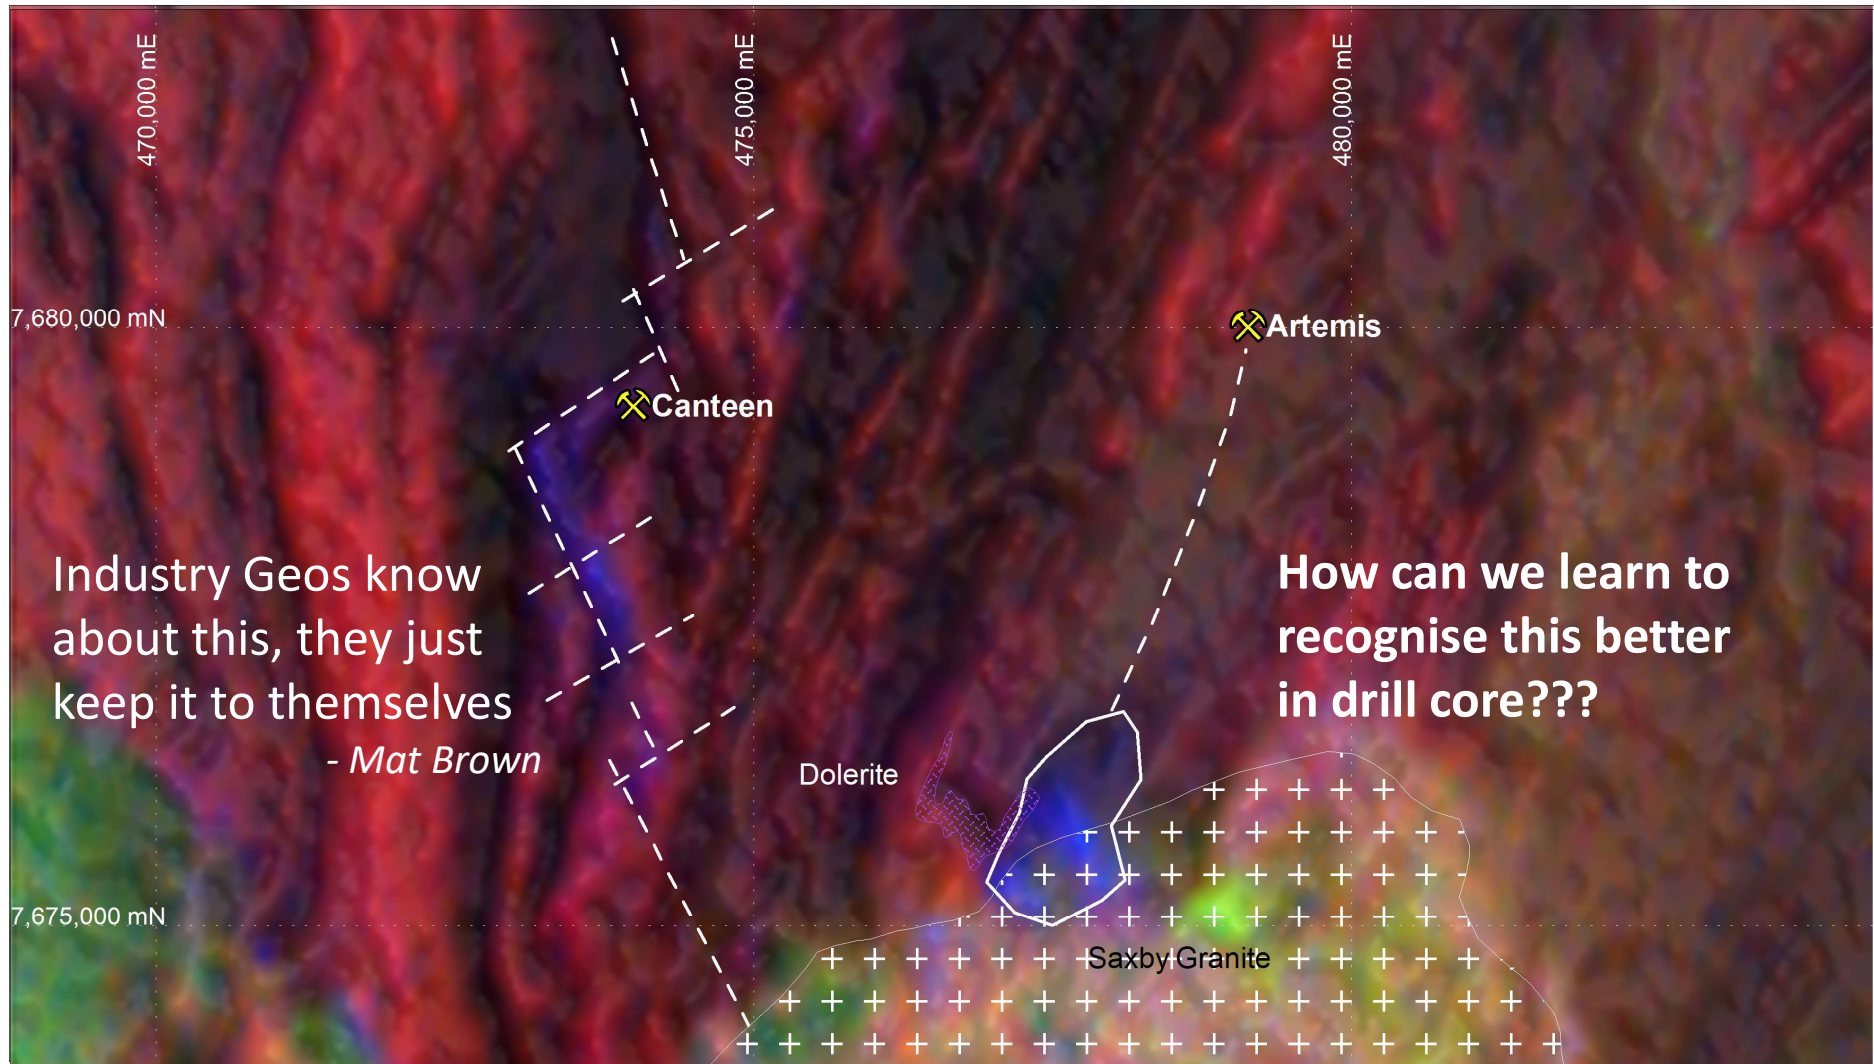 470,000 mE
475,000 mE
480,000 mE
7,680,000 mN
Artemis
Canteen
Industry Geos know
about this, they just
keep it to themselves
- Mat Brown
How can we learn to
recognise this better
in drill core???
Dolerite
7,675,000 mN
Saxby Granite